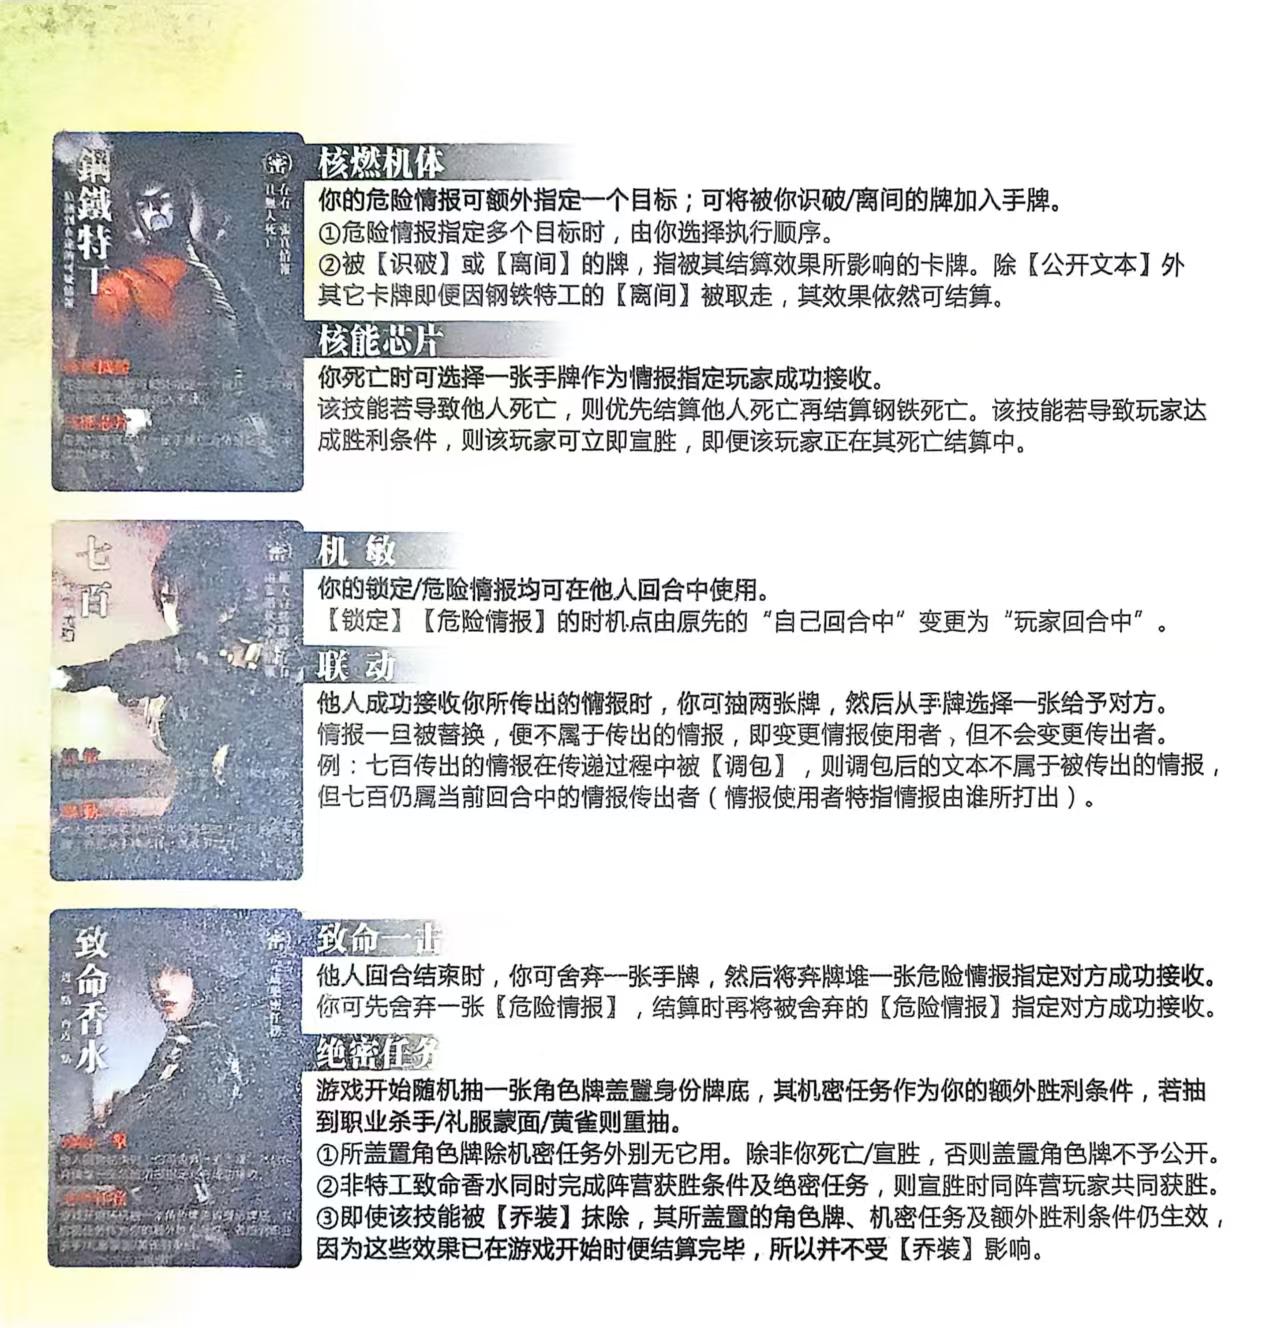 鋼鐵特工
密
核燃机体
你的危险情报可额外指定一个目标；可将被你识破/离间的牌加入手牌。
①危险情报指定多个目标时，由你选择执行顺序。
②被【识破】或【离间】的牌，指被其结算效果所影响的卡牌。除【公开文本】外
其它卡牌即便因钢铁特工的【离间】被取走，其效果依然可结算。
核能芯片
你死亡时可选择一张手牌作为情报指定玩家成功接收。
该技能若导致他人死亡，则优先结算他人死亡再结算钢铁死亡。该技能若导致玩家达
成胜利条件，则该玩家可立即宣胜，即便该玩家正在其死亡结算中。
七百
机敏
你的锁定/危险情报均可在他人回合中使用。
【锁定】【危险情报】的时机点由原先的“自己回合中”变更为“玩家回合中”。
联动
他人成功接收你所传出的情报时，你可抽两张牌，然后从手牌选择一张给予对方。
情报一旦被替换，便不属于传出的情报，即变更情报使用者，但不会变更传出者。
例：七百传出的情报在传递过程中被【调包】，则调包后的文本不属于被传出的情报，
但七百仍属当前回合中的情报传出者（情报使用者特指情报由谁所打出）。
致命香水
致命一击
他人回合结束时，你可舍弃一张手牌，然后将弃牌堆一张危险情报指定对方成功接收。
你可先舍弃一张【危险情报】，结算时再将被舍弃的【危险情报】指定对方成功接收。
绝密任务
游戏开始随机抽一张角色牌盖置身份牌底，其机密任务作为你的额外胜利条件，若抽
到职业杀手/礼服蒙面/黄雀则重抽。
①所盖置角色牌除机密任务外别无它用。除非你死亡/宣胜，否则盖置角色牌不予公开。
②非特工致命香水同时完成阵营获胜条件及绝密任务，则宣胜时同阵营玩家共同获胜。
③即使该技能被【乔装】抹除，其所盖置的角色牌、机密任务及额外胜利条件仍生效，
因为这些效果已在游戏开始时便结算完毕，所以并不受【乔装】影响。